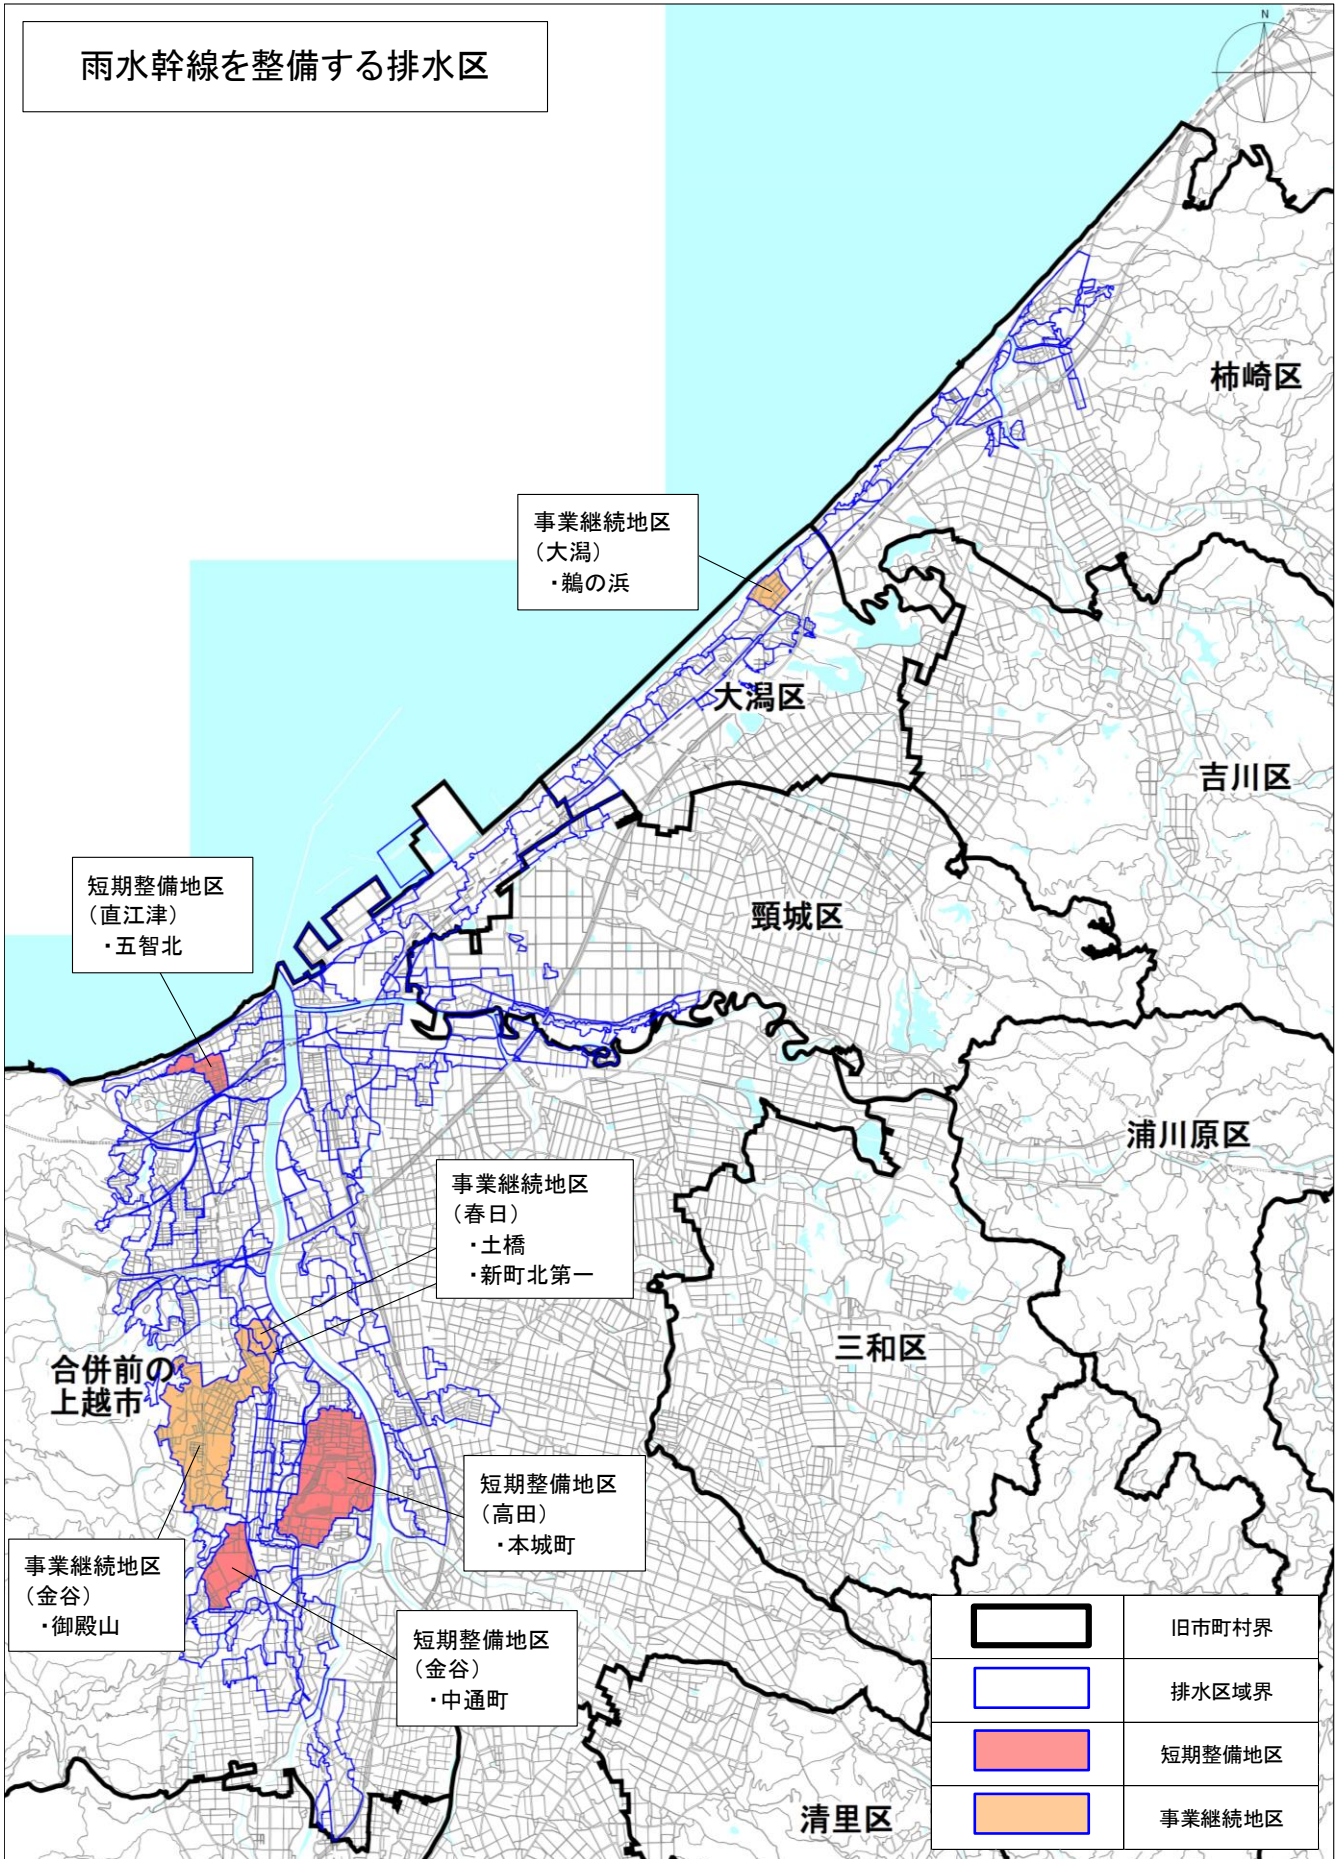 雨水幹線を整備する排水区
N
柿崎区
事業継続地区
（大潟）
・鵜の浜
大潟区
吉川区
短期整備地区
（直江津）
・五智北
頸城区
浦川原区
事業継続地区
（春日）
・土橋
・新町北第一
三和区
合併前の
上越市
短期整備地区
（高田）
・本城町
事業継続地区
（金谷）
・御殿山
短期整備地区
（金谷）
・中通町
清里区
旧市町村界
排水区域界
短期整備地区
事業継続地区